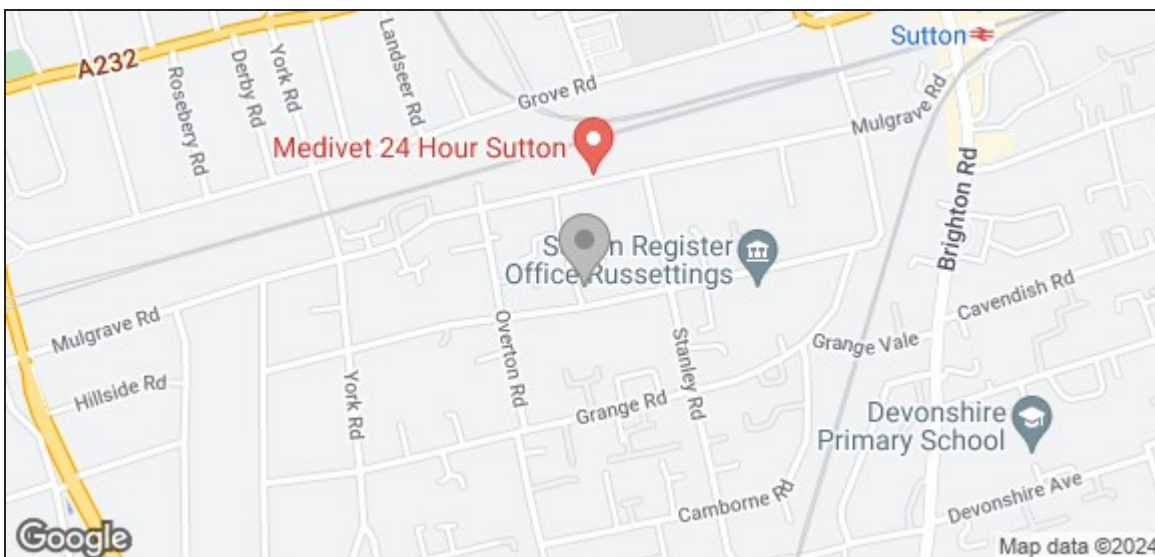 Sutton
A232
York Rd
Landseer Rd
Derby Rd
Rosebery Rd
Grove Rd
Mulgrave Rd
Medivet 24 Hour Sutton
Brighton Rd
Register
Office Russettings
Cavendish Rd
Mulgrave Rd
Overton Rd
Stanley Rd
Grange Vale
Hillside Rd
York Rd
Grange Rd
Devonshire
Primary School
Camborne Rd
Devonshire Ave
Google
Map data ©2024